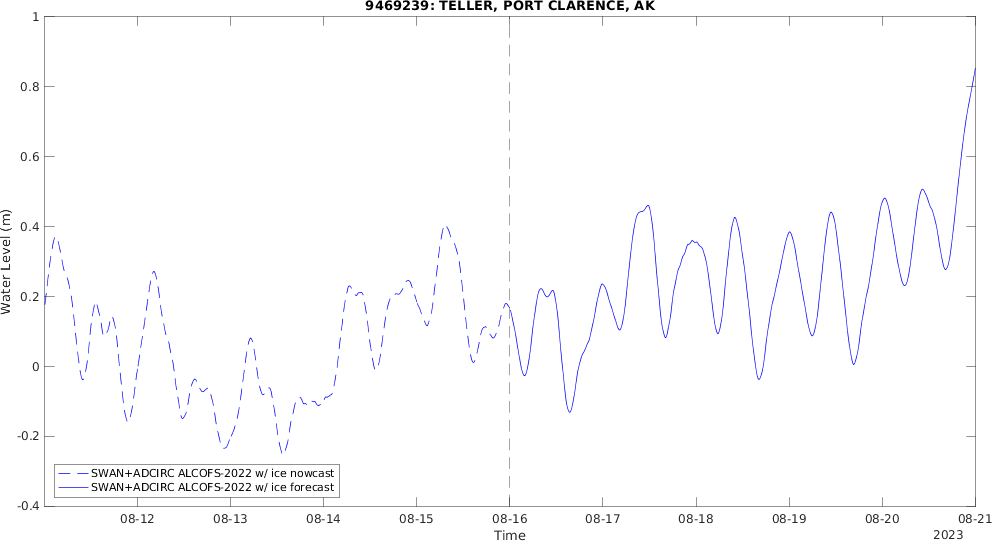 9469239: TELLER, PORT CLARENCE, AK
1
0.8
0.6
0.4
0.2
0
-0.2
-0.4
Water Level (m)
SWAN+ADCIRC ALCOFS-2022 w/ ice nowcast
SWAN+ADCIRC ALCOFS-2022 w/ ice forecast
08-12 08-13 08-14 08-15 08-16 08-17 08-18 08-19 08-20 08-21
Time
2023